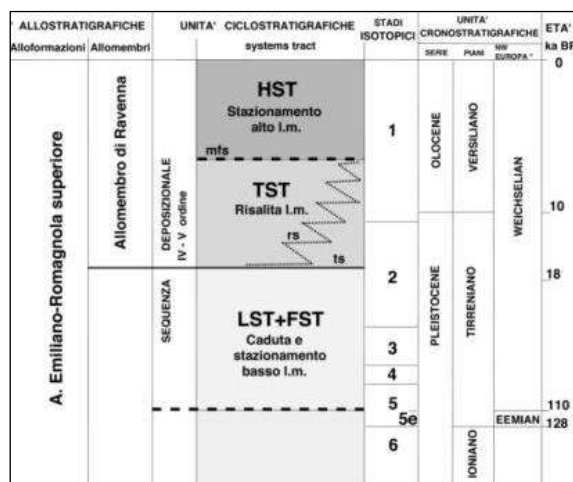 ' ALLOSTRATIGRAFICHE
Alloformazioni
Allomembri
UNITA' CICLOSTRATIGRAFICHE
systems tract
STADI
ISOTOPICI
UNITA'
CRONOSTRATIGRAFICHE
SERIE
PIANI
NW
EUROPA
ETA'
ka BP
A. Emiliano-Romagnola superiore
Allomembro di Ravenna
SEQUENZA
DEPOSIZIONALE
IV - V ordine
HST
Stazionamento
alto l.m.
mfs
TST
Risalita l.m.
rs
ts
LST+FST
Caduta e
stazionamento
basso l.m.
1
2
3
4
5
5e
6
OLOCENE
PLEISTOCENE
VERSILIANO
TIRRENIANO
IONIANO
WEICHSELIAN
EEMIAN
0
10
18
110
128